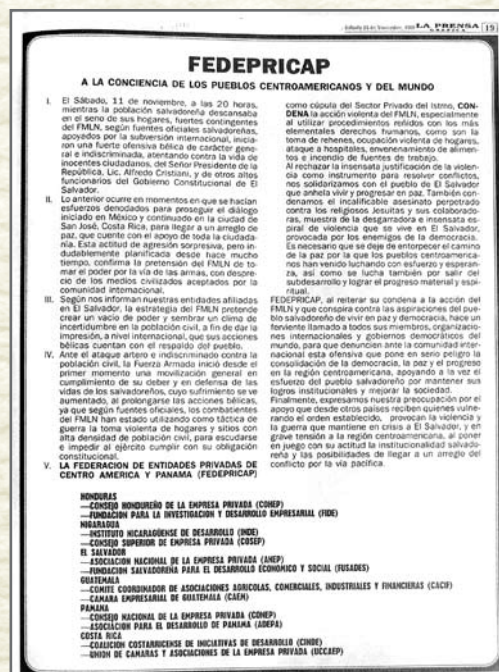 Sábado 25 de Noviembre, 1989 LA PRENSA 19
GRAFICA
FEDEPRICAP
A LA CONCIENCIA DE LOS PUEBLOS CENTROAMERICANOS Y DEL MUNDO
I. El Sábado, 11 de noviembre, a las 20 horas,
mientras la población salvadoreña descansaba
en el seno de sus hogares, fuertes contingentes
del FMLN, según fuentes oficiales salvadoreñas,
apoyados por la subversión internacional, inicia-
ron una fuerte ofensiva bélica de carácter gene-
ral e indiscriminada, atentando contra la vida de
inocentes ciudadanos, del Señor Presidente de la
República, Lic. Alfredo Cristiani, y de otros altos
funcionarios del Gobierno Constitucional de El
Salvador.
II. Lo anterior ocurre en momentos en que se hacían
esfuerzos denodados para proseguir el diálogo
iniciado en México y continuado en la ciudad de
San José, Costa Rica, para llegar a un arreglo de
paz, que cuente con el apoyo de toda la ciudada-
nía. Esta actitud de agresión sorpresiva, pero in-
dudablemente planificada desde hace mucho
tiempo, confirma la pretensión del FMLN de to-
mar el poder por la vía de las armas, con despre-
cio de los medios civilizados aceptados por la
comunidad internacional.
III. Según nos informan nuestras entidades afiliadas
en El Salvador, la estrategia del FMLN pretende
crear un vacío de poder y sembrar un clima de
incertidumbre en la población civil, a fin de dar la
impresión, a nivel internacional, que sus acciones
bélicas cuentan con el respaldo del pueblo.
IV. Ante el ataque artero e indiscriminado contra la
población civil, la Fuerza Armada inició desde el
primer momento una movilización general en
cumplimiento de su deber y en defensa de las
vidas de los salvadoreños, cuyo sufrimiento se ve
aumentado, al prolongarse las acciones bélicas,
ya que según fuentes oficiales, los combatientes
del FMLN han estado utilizando como táctica de
guerra la toma violenta de hogares y sitios con
alta densidad de población civil, para escudarse
e impedir al ejército cumplir con su obligación
constitucional.
V. LA FEDERACION DE ENTIDADES PRIVADAS DE
CENTRO AMERICA Y PANAMA (FEDEPRICAP)
como cúpula del Sector Privado del Istmo, CON-
DENA la acción violenta del FMLN, especialmente
al utilizar procedimientos reñidos con los más
elementales derechos humanos, como son la
toma de rehenes, ocupación violenta de hogares,
ataque a hospitales, envenenamiento de alimen-
tos e incendio de fuentes de trabajo.
Al rechazar la insensata justificación de la violen-
cia como instrumento para resolver conflictos,
nos solidarizamos con el pueblo de El Salvador
que anhela vivir y progresar en paz. También con-
denamos el incalificable asesinato perpetrado
contra los religiosos Jesuitas y sus colaborado-
ras, muestra de la desgarradora e insensata es-
piral de violencia que se vive en El Salvador,
provocada por los enemigos de la democracia.
Es necesario que se deje de entorpecer el camino
de la paz por la que los pueblos centroamerica-
nos han venido luchando con esfuerzo y esperan-
za, así como se lucha también por salir del
subdesarrollo y lograr el progreso material y espi-
ritual.
FEDEPRICAP, al reiterar su condena a la acción del
FMLN y que conspira contra las aspiraciones del pue-
blo salvadoreño de vivir en paz y democracia, hace un
ferviente llamado a todos sus miembros, organizacio-
nes internacionales y gobiernos democráticos del
mundo, para que denuncien ante la comunidad inter-
nacional esta ofensiva que pone en serio peligro la
consolidación de la democracia, la paz y el progreso
en la región centroamericana, apoyando a la vez el
esfuerzo del pueblo salvadoreño por mantener sus
logros institucionales y mejorar la sociedad.
Finalmente, expresamos nuestra preocupación por el
apoyo que desde otros países reciben quienes vulne-
rando el orden establecido, provocan la violencia y
la guerra que mantiene en crisis a El Salvador, y en
grave tensión a la región centroamericana, al poner
en juego con su actitud la institucionalidad salvado-
reña y las posibilidades de llegar a un arreglo del
conflicto por la vía pacífica.
HONDURAS
—CONSEJO HONDUREÑO DE LA EMPRESA PRIVADA (COHEP)
—FUNDACION PARA LA INVESTIGACION Y DESARROLLO EMPRESARIAL (FIDE)
NICARAGUA
—INSTITUTO NICARAGÜENSE DE DESARROLLO (INDE)
—CONSEJO SUPERIOR DE EMPRESA PRIVADA (COSEP)
EL SALVADOR
—ASOCIACION NACIONAL DE LA EMPRESA PRIVADA (ANEP)
—FUNDACION SALVADOREÑA PARA EL DESARROLLO ECONOMICO Y SOCIAL (FUSADES)
GUATEMALA
—COMITE COORDINADOR DE ASOCIACIONES AGRICOLAS, COMERCIALES, INDUSTRIALES Y FINANCIERAS (CACIF)
—CAMARA EMPRESARIAL DE GUATEMALA (CAEM)
PANAMA
—CONSEJO NACIONAL DE LA EMPRESA PRIVADA (CONEP)
—ASOCIACION PARA EL DESARROLLO DE PANAMA (ADEPA)
COSTA RICA
—COALICION COSTARRICENSE DE INICIATIVAS DE DESARROLLO (CINDE)
—UNION DE CAMARAS Y ASOCIACIONES DE LA EMPRESA PRIVADA (UCCAEP)